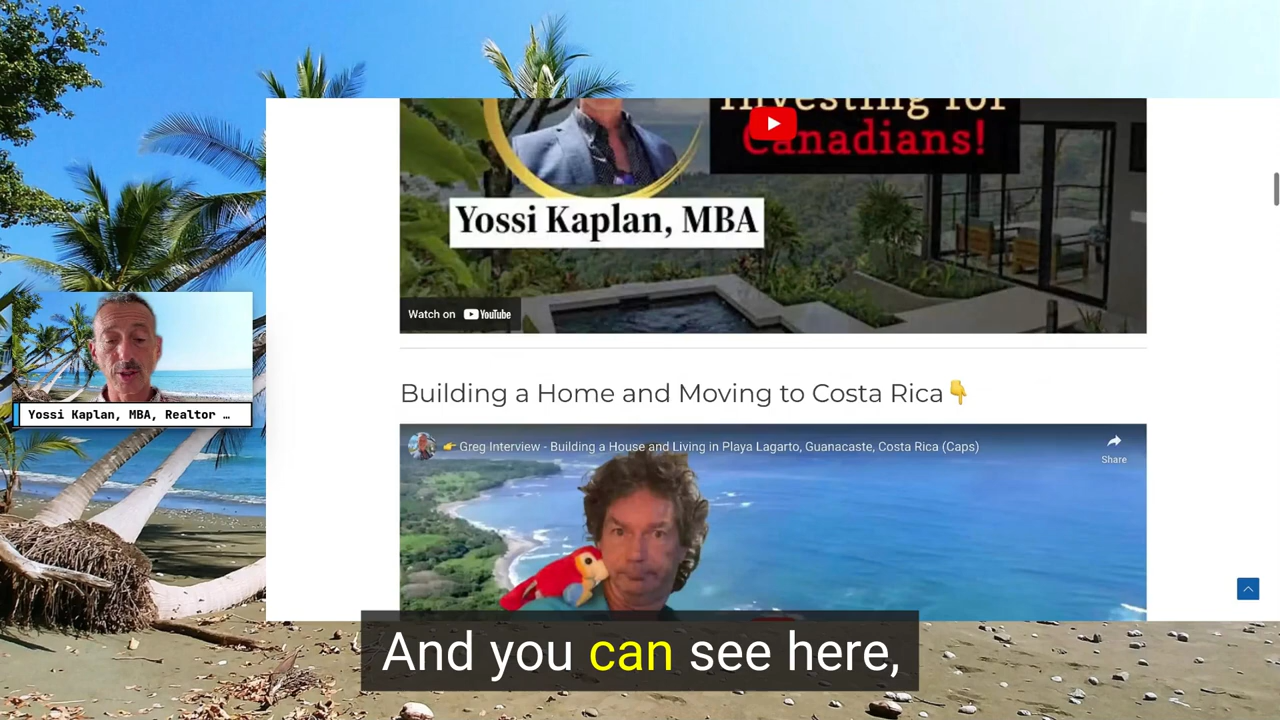 Investing for
Canadians!
Yossi Kaplan, MBA
Watch on YouTube
Building a Home and Moving to Costa Rica👇
Yossi Kaplan, MBA, Realtor …
👉 Greg Interview - Building a House and Living in Playa Lagarto, Guanacaste, Costa Rica (Caps)
Share
And you can see here,